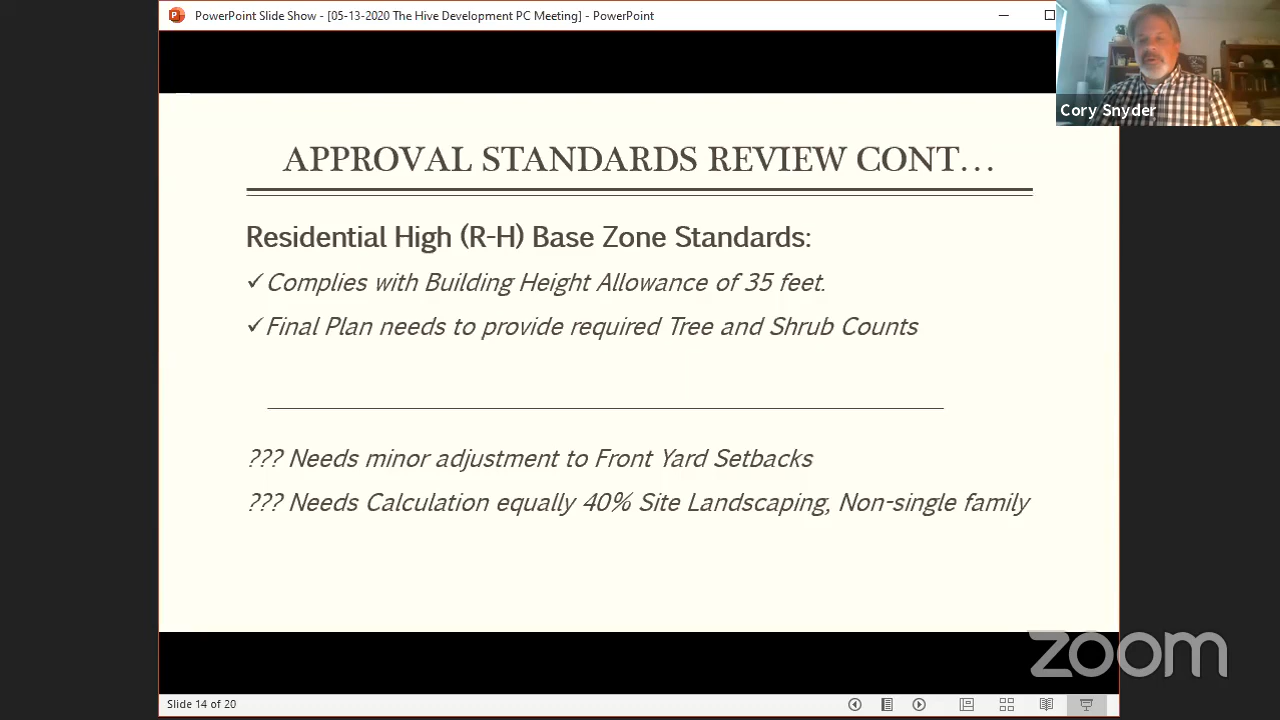 PowerPoint Slide Show - [05-13-2020 The Hive Development PC Meeting] - PowerPoint
Cory Snyder
APPROVAL STANDARDS REVIEW CONT…
Residential High (R-H) Base Zone Standards:
✓Complies with Building Height Allowance of 35 feet.
✓Final Plan needs to provide required Tree and Shrub Counts
??? Needs minor adjustment to Front Yard Setbacks
??? Needs Calculation equally 40% Site Landscaping, Non-single family
zoom
Slide 14 of 20